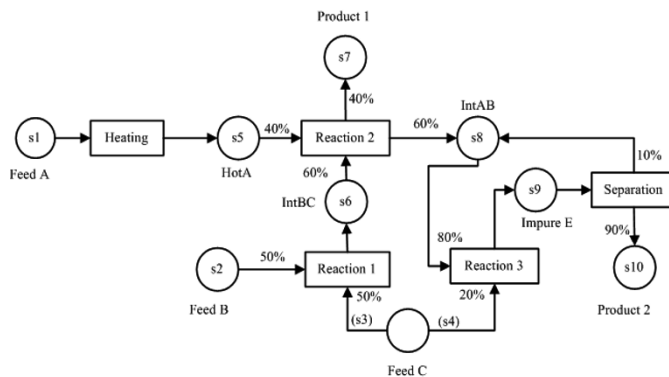 Product 1
s7
40%
IntAB
s1
Heating
s5
40%
Reaction 2
60%
s8
10%
Feed A
HotA
60%
IntBC
s6
s9
Separation
Impure E
90%
s2
50%
Reaction 1
80%
Reaction 3
s10
50%
20%
Feed B
(s3)
(s4)
Product 2
Feed C